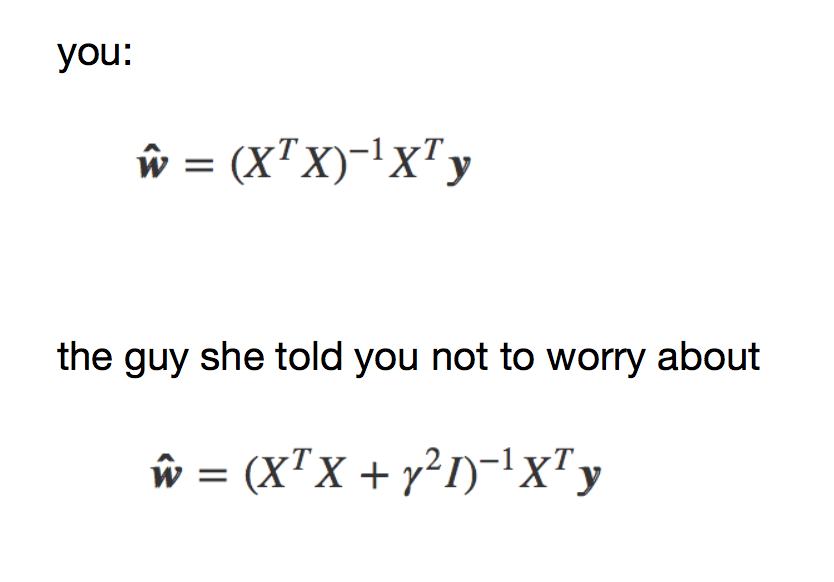 you:
ŵ = (XᵀX)⁻¹Xᵀy
the guy she told you not to worry about
ŵ = (XᵀX + γ²I)⁻¹Xᵀy